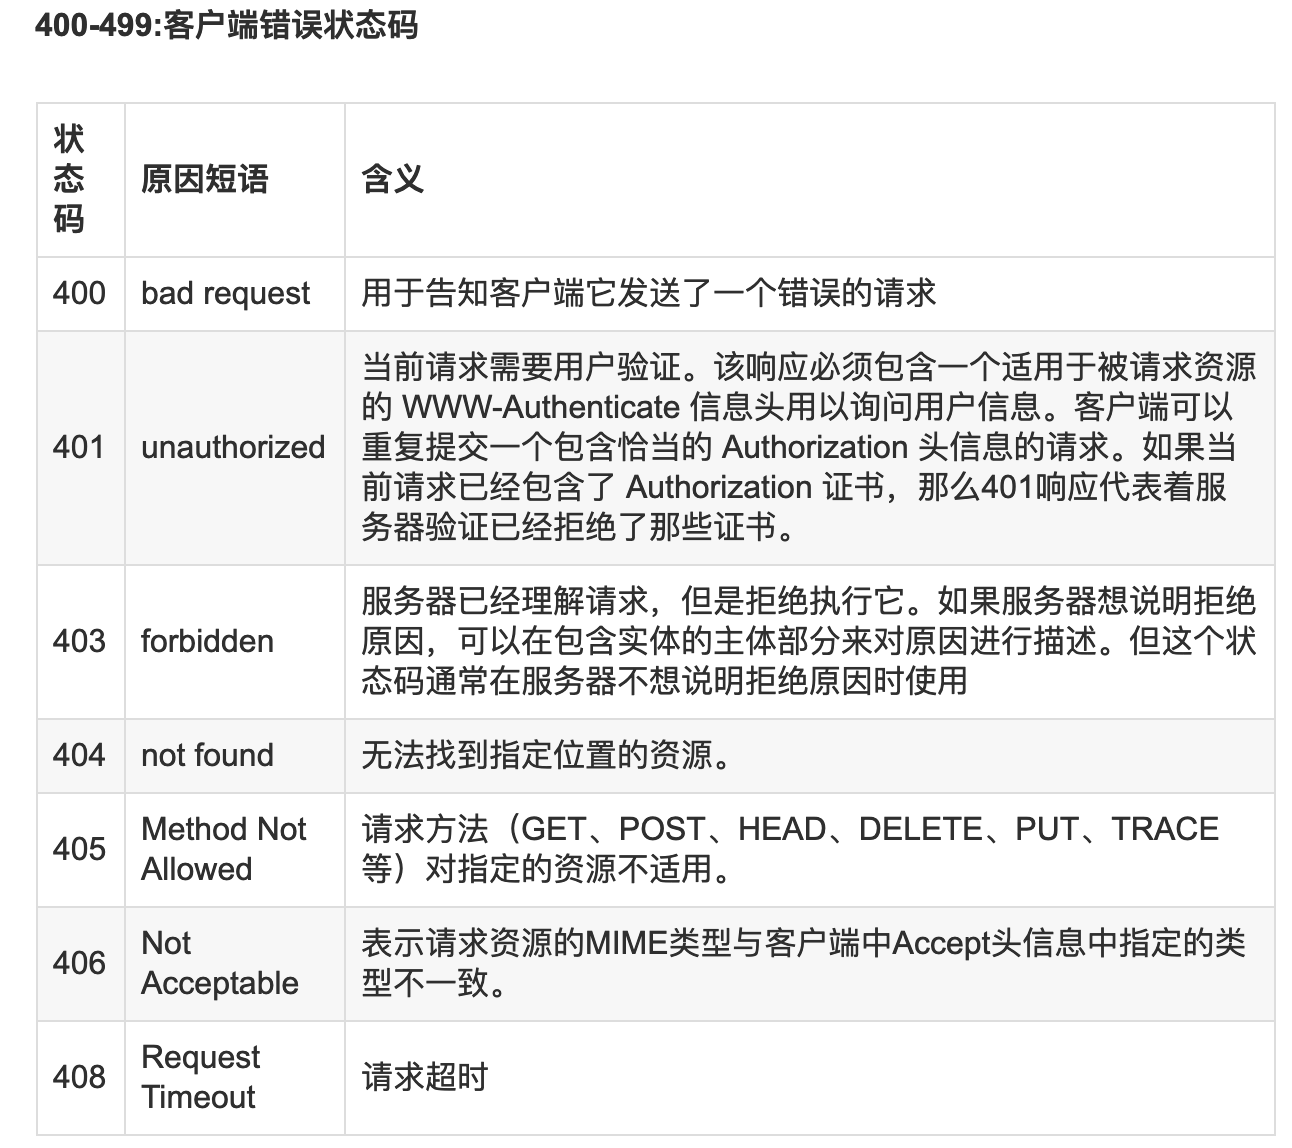 400-499:客户端错误状态码
状
态
码
原因短语
含义
400
bad request
用于告知客户端它发送了一个错误的请求
401
unauthorized
当前请求需要用户验证。该响应必须包含一个适用于被请求资源
的 WWW-Authenticate 信息头用以询问用户信息。客户端可以
重复提交一个包含恰当的 Authorization 头信息的请求。如果当
前请求已经包含了 Authorization 证书，那么401响应代表着服
务器验证已经拒绝了那些证书。
403
forbidden
服务器已经理解请求，但是拒绝执行它。如果服务器想说明拒绝
原因，可以在包含实体的主体部分来对原因进行描述。但这个状
态码通常在服务器不想说明拒绝原因时使用
404
not found
无法找到指定位置的资源。
405
Method Not
Allowed
请求方法（GET、POST、HEAD、DELETE、PUT、TRACE
等）对指定的资源不适用。
406
Not
Acceptable
表示请求资源的MIME类型与客户端中Accept头信息中指定的类
型不一致。
408
Request
Timeout
请求超时